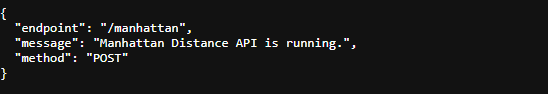 {
  "endpoint": "/manhattan",
  "message": "Manhattan Distance API is running.",
  "method": "POST"
}